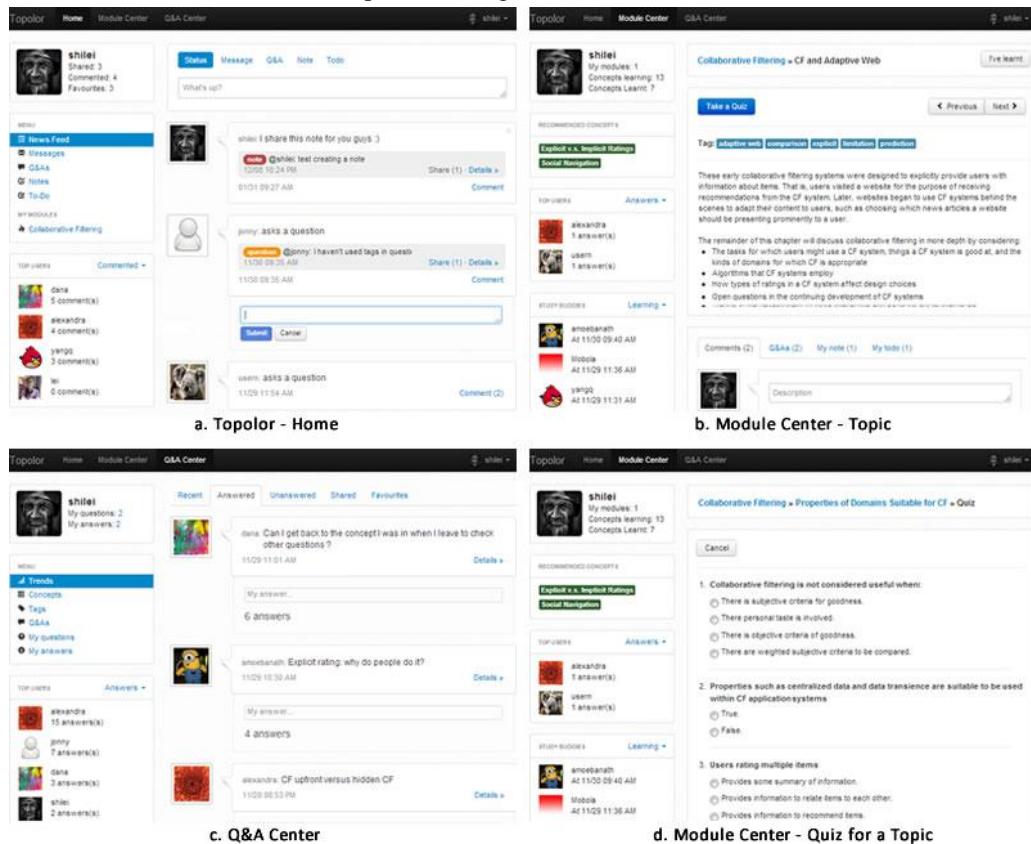 Topolor Home Module Center Q&A Center shilei
shilei
Shared: 3
Commented: 4
Favourites: 3
MENU
News Feed
Messages
Q&As
Notes
To-Do
MY MODULES
Collaborative Filtering
TOP USERS Commented
dana
5 comment(s)
alexandra
4 comment(s)
yangq
3 comment(s)
lei
0 comment(s)
Status Message Q&A Note Todo
What's up?
shilei: I share this note for you guys :)
note @shilei: test creating a note
12/08 10:24 PM Share (1) · Details »
01/31 09:27 AM Comment
jonny: asks a question
question @jonny: I haven't used tags in questi
11/30 09:35 AM Share (1) · Details »
11/30 09:35 AM Comment
Submit Cancel
usern: asks a question
11/29 11:54 AM Comment (2)
a. Topolor - Home
Topolor Home Module Center Q&A Center shilei
shilei
My modules: 1
Concepts learning: 13
Concepts Learnt: 7
RECOMMENDED CONCEPTS
Explicit v.s. Implicit Ratings
Social Navigation
TOP USERS Answers
alexandra
1 answer(s)
usern
1 answer(s)
STUDY BUDDIES Learning
amoebanath
At 11/30 09:40 AM
Mobola
At 11/29 11:36 AM
yangq
At 11/29 11:31 AM
Collaborative Filtering » CF and Adaptive Web I've learnt
Take a Quiz Previous Next
Tag: adaptive web comparison explicit limitation prediction
These early collaborative filtering systems were designed to explicitly provide users with
information about items. That is, users visited a website for the purpose of receiving
recommendations from the CF system. Later, websites began to use CF systems behind the
scenes to adapt their content to users, such as choosing which news articles a website
should be presenting prominently to a user.
The remainder of this chapter will discuss collaborative filtering in more depth by considering:
The tasks for which users might use a CF system, things a CF system is good at, and the
kinds of domains for which CF is appropriate
Algorithms that CF systems employ
How types of ratings in a CF system affect design choices
Open questions in the continuing development of CF systems
Comments (2) Q&As (2) My note (1) My todo (1)
Description
b. Module Center - Topic
Topolor Home Module Center Q&A Center shilei
shilei
My questions: 2
My answers: 2
MENU
Trends
Concepts
Tags
Q&As
My questions
My answers
TOP USERS Answers
alexandra
15 answers(s)
jonny
7 answers(s)
dana
3 answers(s)
shilei
2 answers(s)
Recent Answered Unanswered Shared Favourites
dana: Can I get back to the concept I was in when I leave to check
other questions ?
11/29 11:01 AM Details »
My answer...
6 answers
amoebanath: Explicit rating: why do people do it?
11/29 10:30 AM Details »
My answer...
4 answers
alexandra: CF upfront versus hidden CF
11/28 08:53 PM Details »
c. Q&A Center
Topolor Home Module Center Q&A Center shilei
shilei
My modules: 1
Concepts learning: 13
Concepts Learnt: 7
RECOMMENDED CONCEPTS
Explicit v.s. Implicit Ratings
Social Navigation
TOP USERS Answers
alexandra
1 answer(s)
usern
1 answer(s)
STUDY BUDDIES Learning
amoebanath
At 11/30 09:40 AM
Mobola
At 11/29 11:36 AM
Collaborative Filtering » Properties of Domains Suitable for CF » Quiz
Cancel
1. Collaborative filtering is not considered useful when:
There is subjective criteria for goodness.
There personal taste is involved.
There is objective criteria of goodness.
There are weighted subjective criteria to be compared.
2. Properties such as centralized data and data transience are suitable to be used
within CF application systems
True.
False.
3. Users rating multiple items
Provides some summary of information.
Provides information to relate items to each other.
Provides information to recommend items.
d. Module Center - Quiz for a Topic